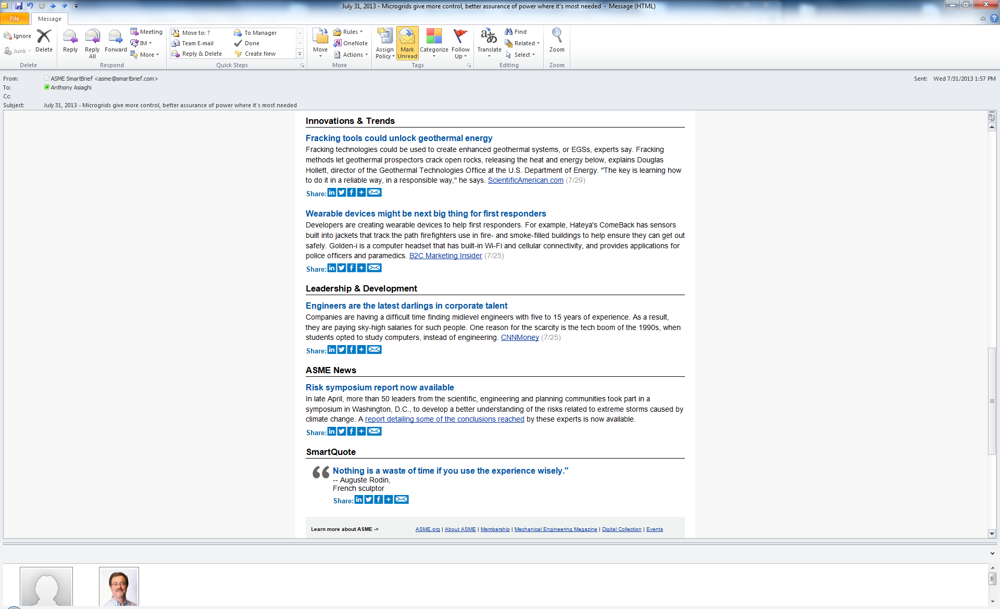 July 31, 2013 - Microgrids give more control, better assurance of power where it's most needed - Message (HTML)
File
Message
Ignore
Junk
Delete
Delete
Reply
Reply All
Forward
Meeting
IM
More
Respond
Move to: ?
Team E-mail
Reply & Delete
To Manager
Done
Create New
Quick Steps
Move
Rules
OneNote
Actions
Move
Assign Policy
Mark Unread
Categorize
Follow Up
Tags
Translate
Find
Related
Select
Editing
Zoom
Zoom
From: ASME SmartBrief <asme@smartbrief.com>
Sent: Wed 7/31/2013 1:57 PM
To: Anthony Asiaghi
Cc:
Subject: July 31, 2013 - Microgrids give more control, better assurance of power where it's most needed
Innovations & Trends
Fracking tools could unlock geothermal energy
Fracking technologies could be used to create enhanced geothermal systems, or EGSs, experts say. Fracking
methods let geothermal prospectors crack open rocks, releasing the heat and energy below, explains Douglas
Hollett, director of the Geothermal Technologies Office at the U.S. Department of Energy. "The key is learning how
to do it in a reliable way, in a responsible way," he says. ScientificAmerican.com (7/29)
Share:
Wearable devices might be next big thing for first responders
Developers are creating wearable devices to help first responders. For example, Hateya's ComeBack has sensors
built into jackets that track the path firefighters use in fire- and smoke-filled buildings to help ensure they can get out
safely. Golden-i is a computer headset that has built-in Wi-Fi and cellular connectivity, and provides applications for
police officers and paramedics. B2C Marketing Insider (7/25)
Share:
Leadership & Development
Engineers are the latest darlings in corporate talent
Companies are having a difficult time finding midlevel engineers with five to 15 years of experience. As a result,
they are paying sky-high salaries for such people. One reason for the scarcity is the tech boom of the 1990s, when
students opted to study computers, instead of engineering. CNNMoney (7/25)
Share:
ASME News
Risk symposium report now available
In late April, more than 50 leaders from the scientific, engineering and planning communities took part in a
symposium in Washington, D.C., to develop a better understanding of the risks related to extreme storms caused by
climate change. A report detailing some of the conclusions reached by these experts is now available.
Share:
SmartQuote
“ Nothing is a waste of time if you use the experience wisely."
-- Auguste Rodin,
French sculptor
Share:
Learn more about ASME -> ASME.org | About ASME | Membership | Mechanical Engineering Magazine | Digital Collection | Events